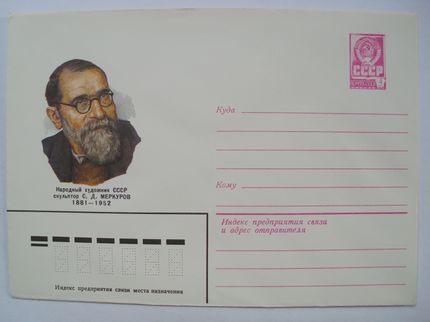 СССР
4
Куда
Народный художник СССР
скульптор С. Д. МЕРКУРОВ
1881—1952
Кому
Индекс предприятия связи
и адрес отправителя
Индекс предприятия связи места назначения